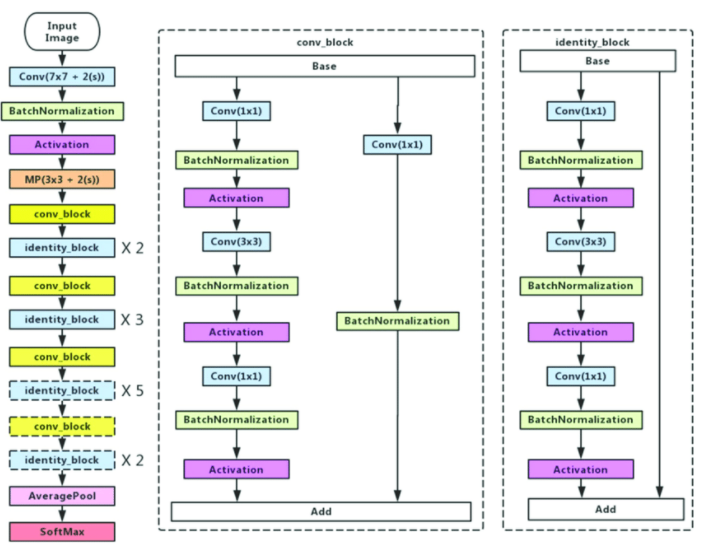 Input
Image
Conv(7x7 + 2(s))
BatchNormalization
Activation
MP(3x3 + 2(s))
conv_block
identity_block X 2
conv_block
identity_block X 3
conv_block
identity_block X 5
conv_block
identity_block X 2
AveragePool
SoftMax
conv_block
Base
Conv(1x1)
BatchNormalization
Activation
Conv(3x3)
BatchNormalization
Activation
Conv(1x1)
BatchNormalization
Activation
Conv(1x1)
BatchNormalization
Add
identity_block
Base
Conv(1x1)
BatchNormalization
Activation
Conv(3x3)
BatchNormalization
Activation
Conv(1x1)
BatchNormalization
Activation
Add